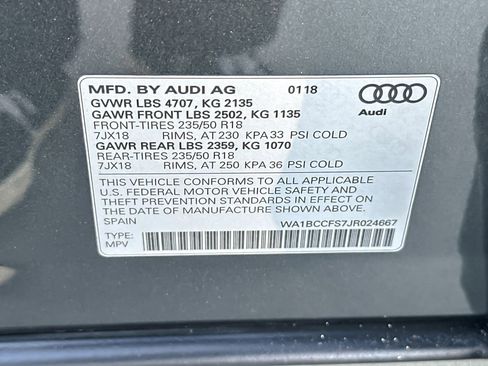 MFD. BY AUDI AG 0118
GVWR LBS 4707, KG 2135
GAWR FRONT LBS 2502, KG 1135
FRONT-TIRES 235/50 R18
7JX18 RIMS, AT 230 KPA 33 PSI COLD
GAWR REAR LBS 2359, KG 1070
REAR-TIRES 235/50 R18
7JX18 RIMS, AT 250 KPA 36 PSI COLD
Audi
THIS VEHICLE CONFORMS TO ALL APPLICABLE
U.S. FEDERAL MOTOR VEHICLE SAFETY AND
THEFT PREVENTION STANDARDS IN EFFECT ON
THE DATE OF MANUFACTURE SHOWN ABOVE.
SPAIN
WA1BCCFS7JR024667
TYPE:
MPV